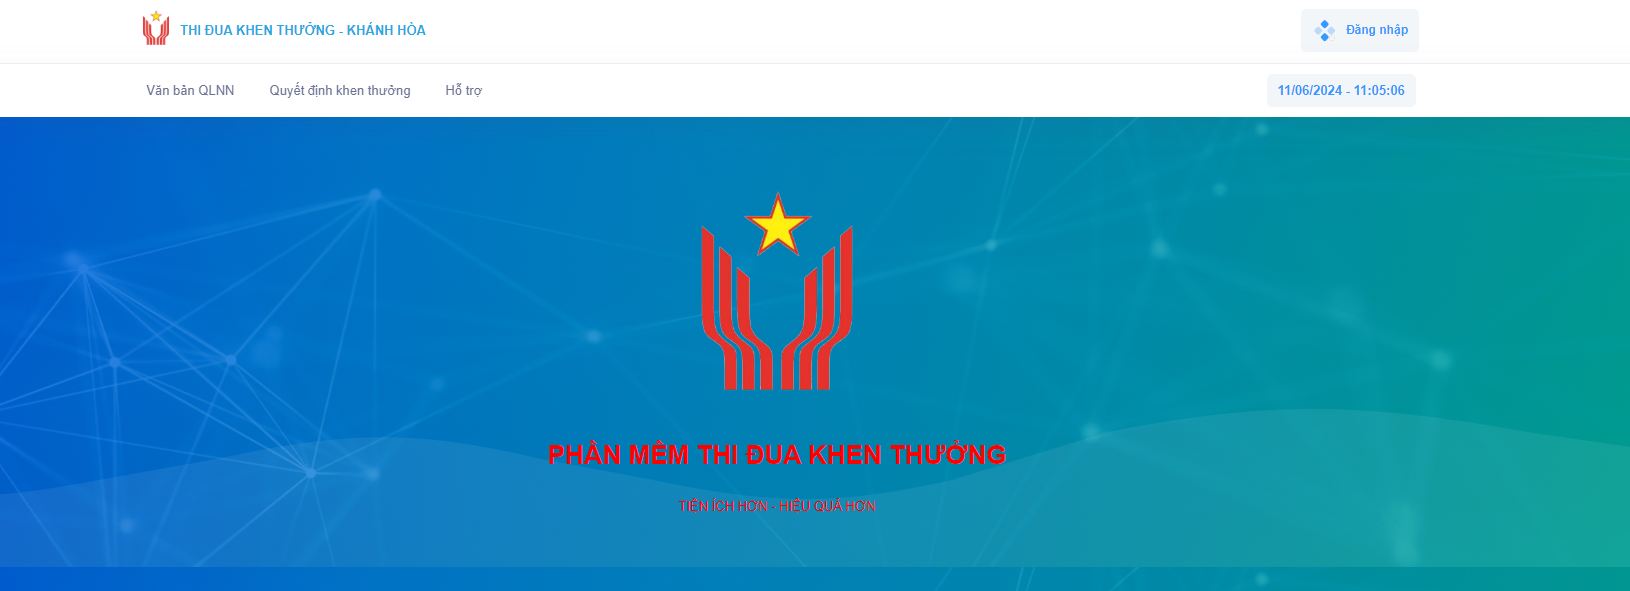 THI ĐUA KHEN THƯỞNG - KHÁNH HÒA
Đăng nhập
Văn bản QLNN
Quyết định khen thưởng
Hỗ trợ
11/06/2024 - 11:05:06
PHẦN MỀM THI ĐUA KHEN THƯỞNG
TIỆN ÍCH HƠN - HIỆU QUẢ HƠN